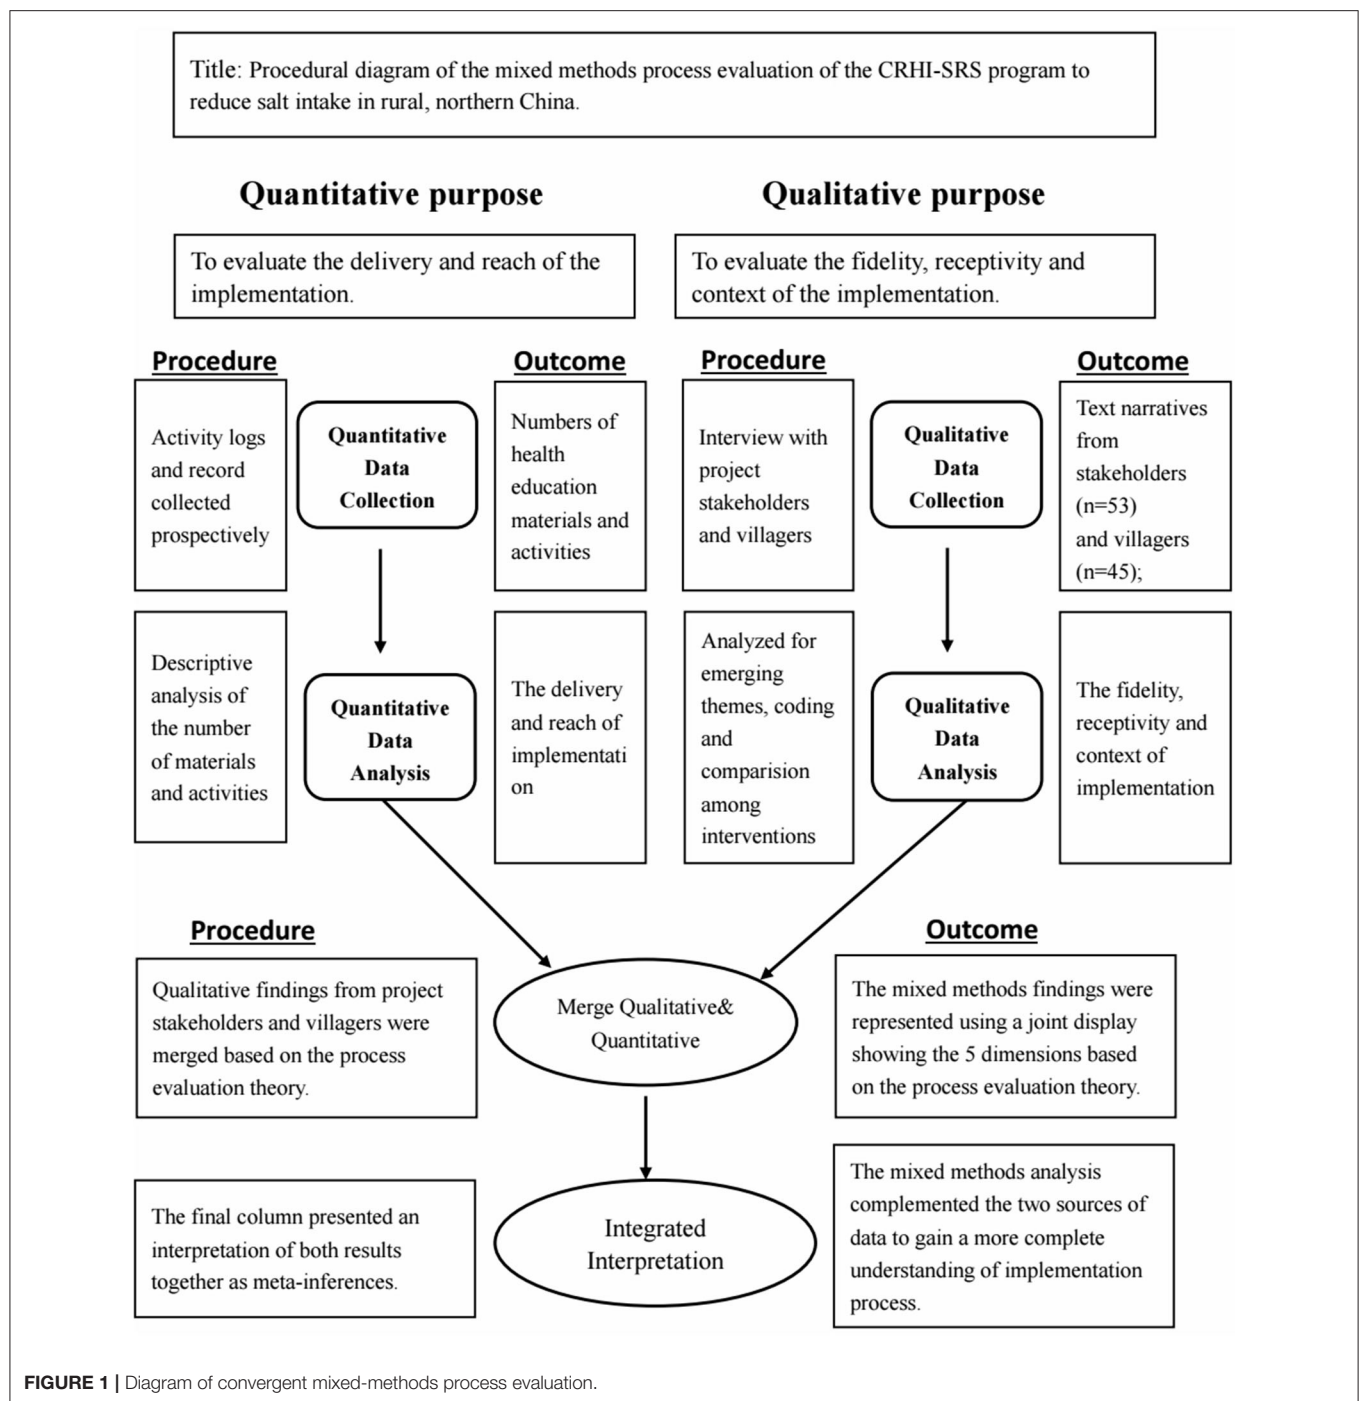 Title: Procedural diagram of the mixed methods process evaluation of the CRHI-SRS program to
reduce salt intake in rural, northern China.
Quantitative purpose
Qualitative purpose
To evaluate the delivery and reach of the
implementation.
To evaluate the fidelity, receptivity and
context of the implementation.
Procedure
Outcome
Procedure
Outcome
Activity logs
and record
collected
prospectively
Quantitative
Data
Collection
Numbers of
health
education
materials and
activities
Interview with
project
stakeholders
and villagers
Qualitative
Data
Collection
Text narratives
from
stakeholders
(n=53)
and villagers
(n=45);
Descriptive
analysis of
the number
of materials
and activities
Quantitative
Data
Analysis
The delivery
and reach of
implementati
on
Analyzed for
emerging
themes, coding
and
comparision
among
interventions
Qualitative
Data
Analysis
The fidelity,
receptivity and
context of
implementation
Procedure
Outcome
Qualitative findings from project
stakeholders and villagers were
merged based on the process
evaluation theory.
Merge Qualitative&
Quantitative
The mixed methods findings were
represented using a joint display
showing the 5 dimensions based
on the process evaluation theory.
The final column presented an
interpretation of both results
together as meta-inferences.
Integrated
Interpretation
The mixed methods analysis
complemented the two sources of
data to gain a more complete
understanding of implementation
process.
FIGURE 1 | Diagram of convergent mixed-methods process evaluation.